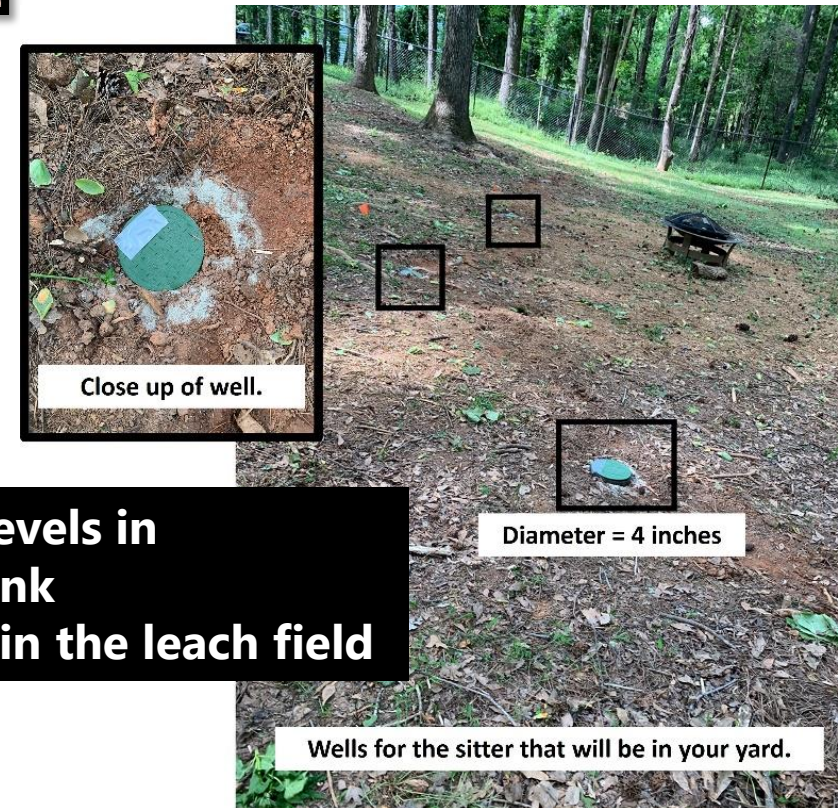 Close up of well.
Diameter = 4 inches
evels in
nk
in the leach field
Wells for the sitter that will be in your yard.